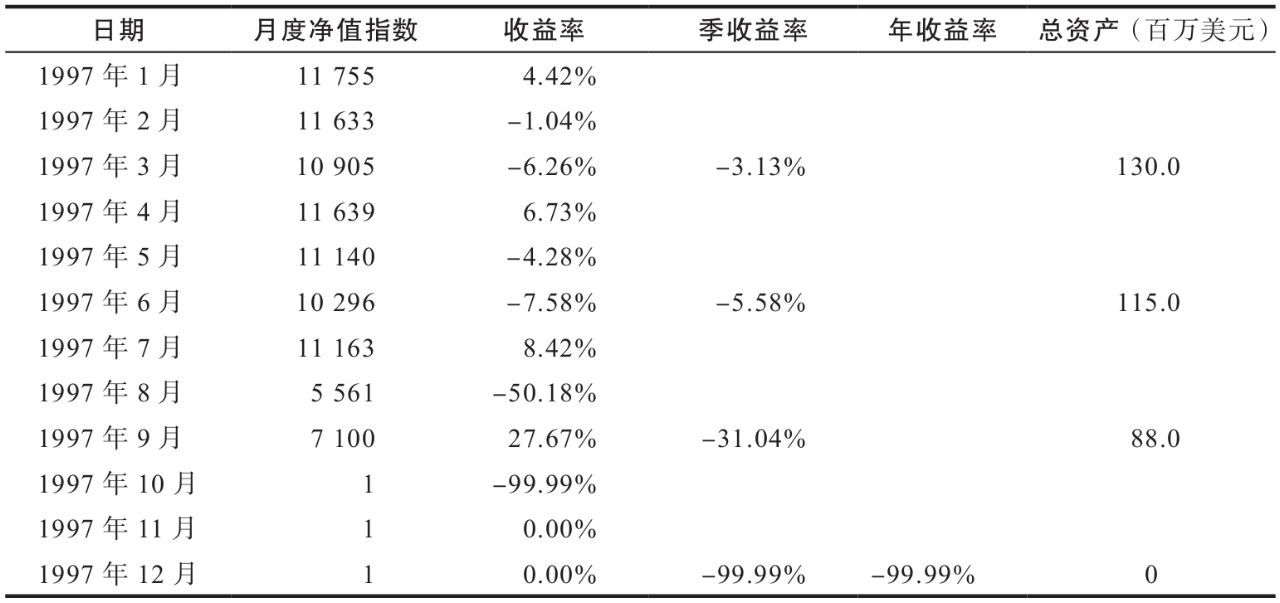 日期 月度净值指数 收益率 季收益率 年收益率 总资产（百万美元）
1997 年 1 月 11 755 4.42%
1997 年 2 月 11 633 –1.04%
1997 年 3 月 10 905 –6.26% –3.13% 130.0
1997 年 4 月 11 639 6.73%
1997 年 5 月 11 140 –4.28%
1997 年 6 月 10 296 –7.58% –5.58% 115.0
1997 年 7 月 11 163 8.42%
1997 年 8 月 5 561 –50.18%
1997 年 9 月 7 100 27.67% –31.04% 88.0
1997 年 10 月 1 –99.99%
1997 年 11 月 1 0.00%
1997 年 12 月 1 0.00% –99.99% –99.99% 0